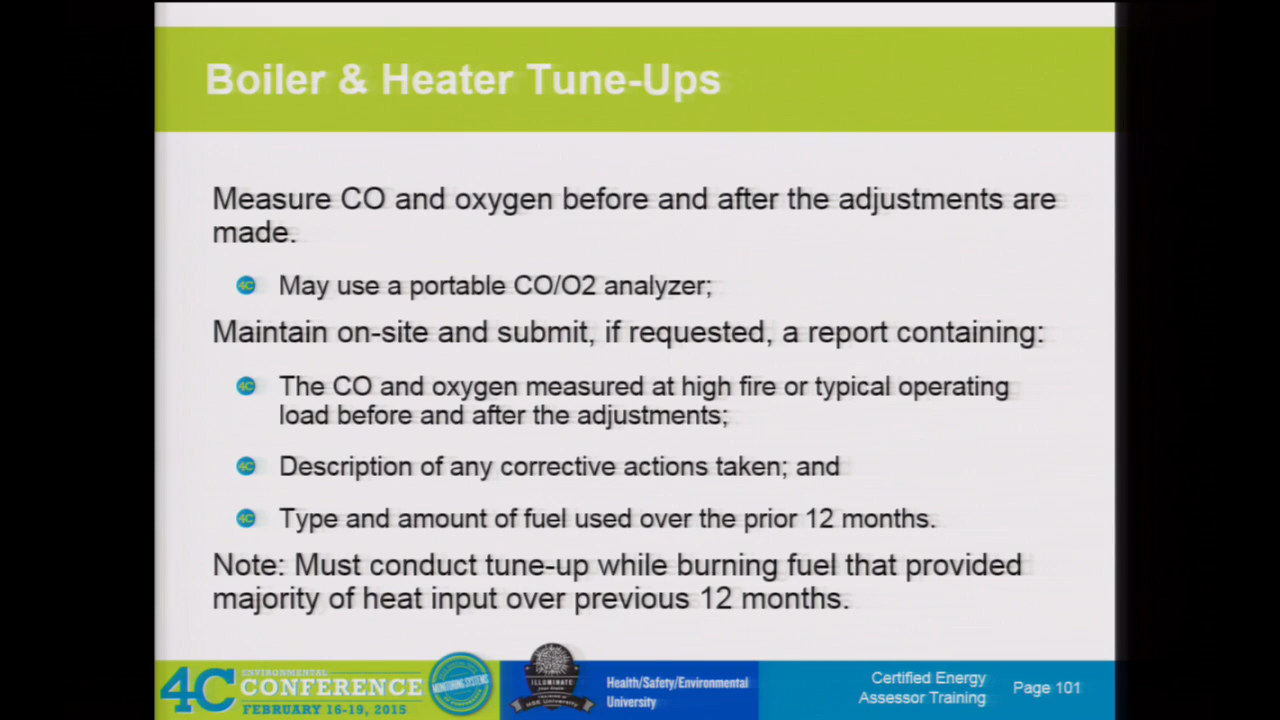 Boiler & Heater Tune-Ups
Measure CO and oxygen before and after the adjustments are
made.
May use a portable CO/O2 analyzer;
Maintain on-site and submit, if requested, a report containing:
The CO and oxygen measured at high fire or typical operating
load before and after the adjustments;
Description of any corrective actions taken; and
Type and amount of fuel used over the prior 12 months.
Note: Must conduct tune-up while burning fuel that provided
majority of heat input over previous 12 months.
4C
ENVIRONMENTAL
CONFERENCE
FEBRUARY 16-19, 2015
MONITORING SYSTEMS
ILLUMINATE
HSE University
Health/Safety/Environmental
University
Certified Energy
Assessor Training
Page 101